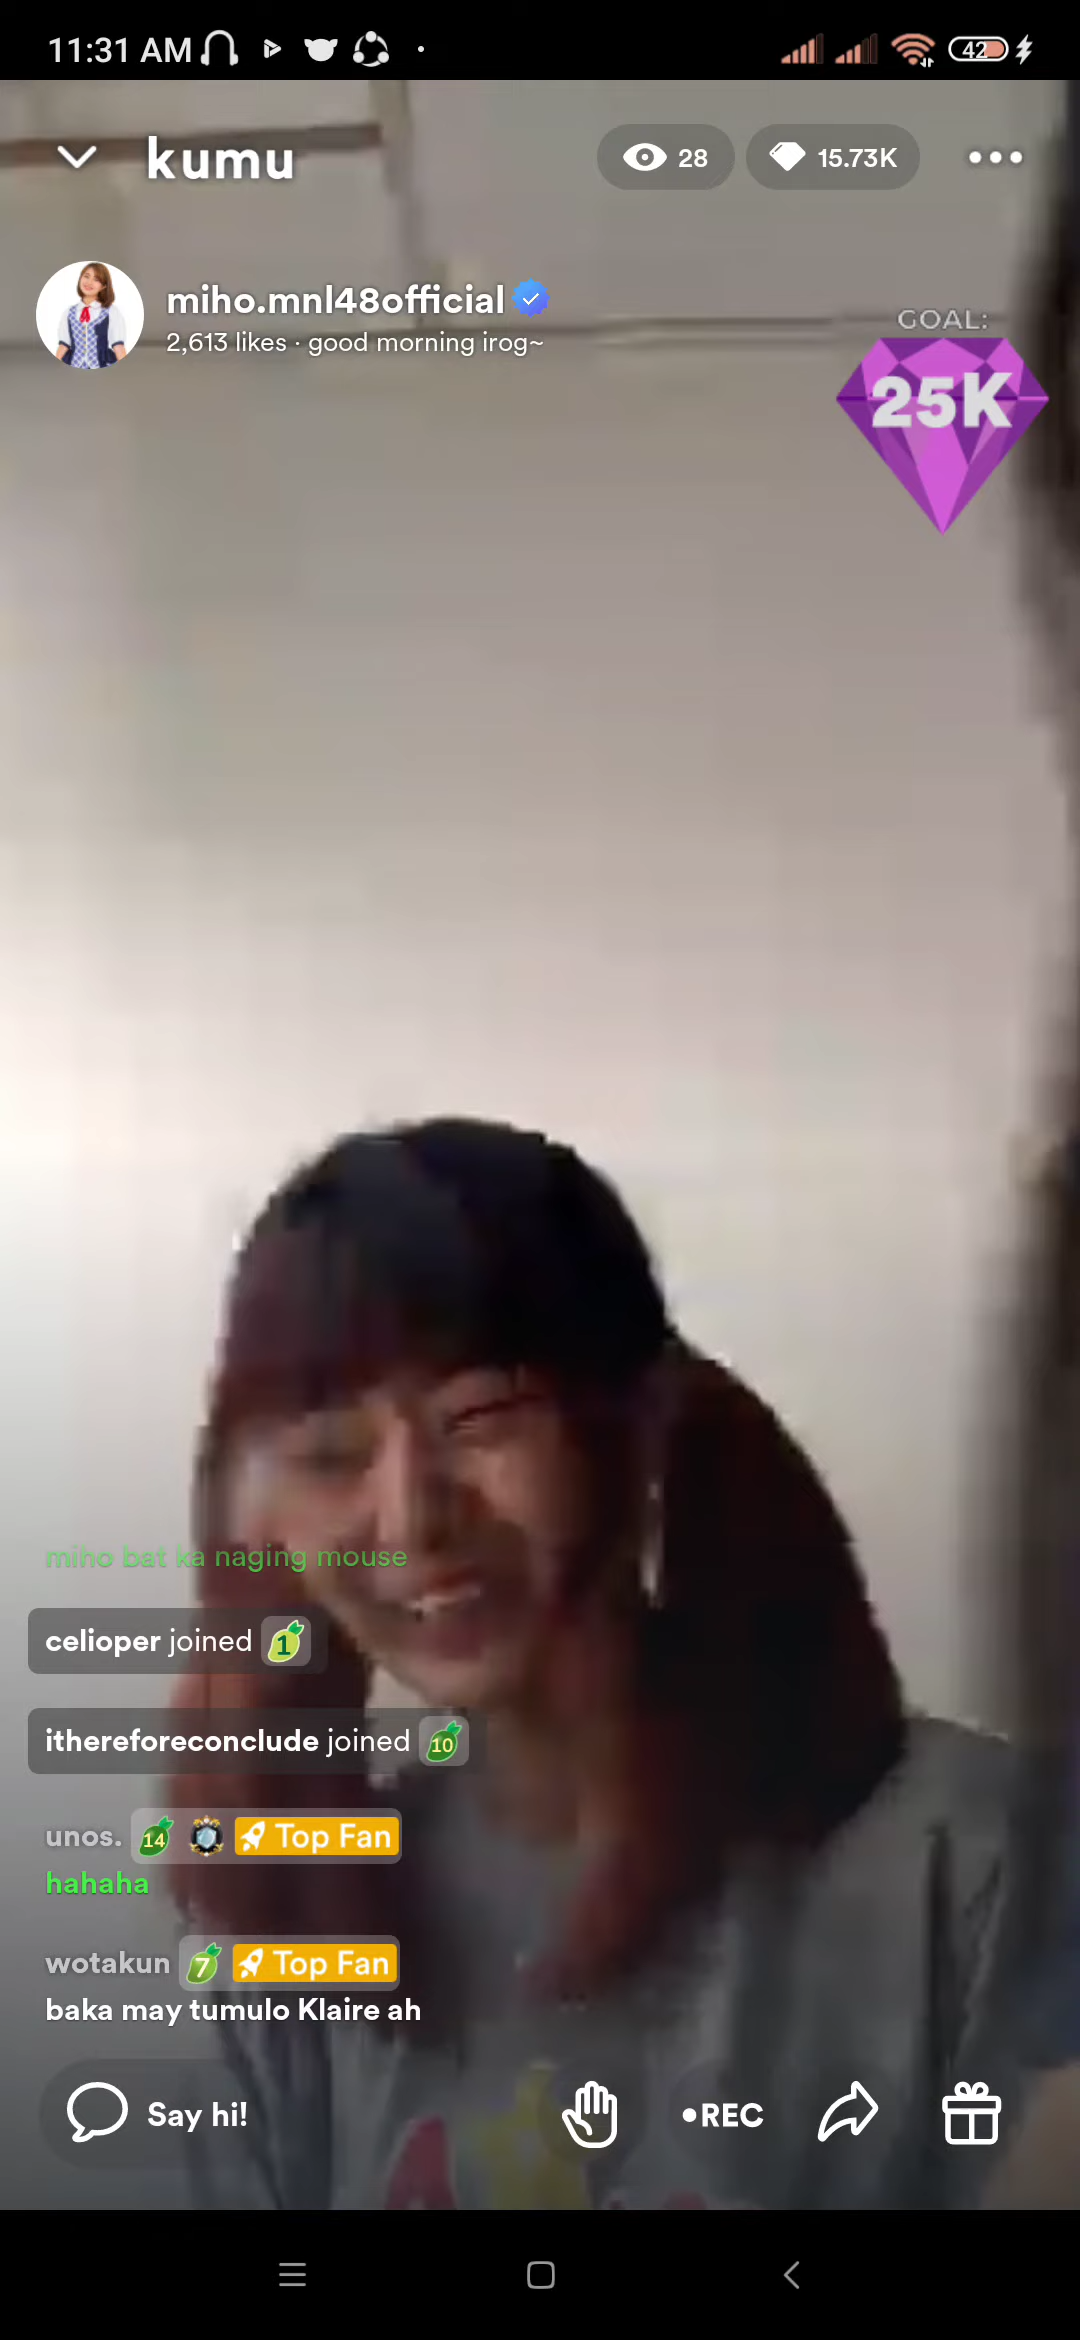 11:31 AM
42
kumu
28
15.73K
miho.mnl48official
2,613 likes · good morning irog~
GOAL:
25K
miho bat ka naging mouse
celioper joined 1
ithereforeconclude joined 10
unos. 14 Top Fan
hahaha
wotakun 7 Top Fan
baka may tumulo Klaire ah
Say hi!
•REC